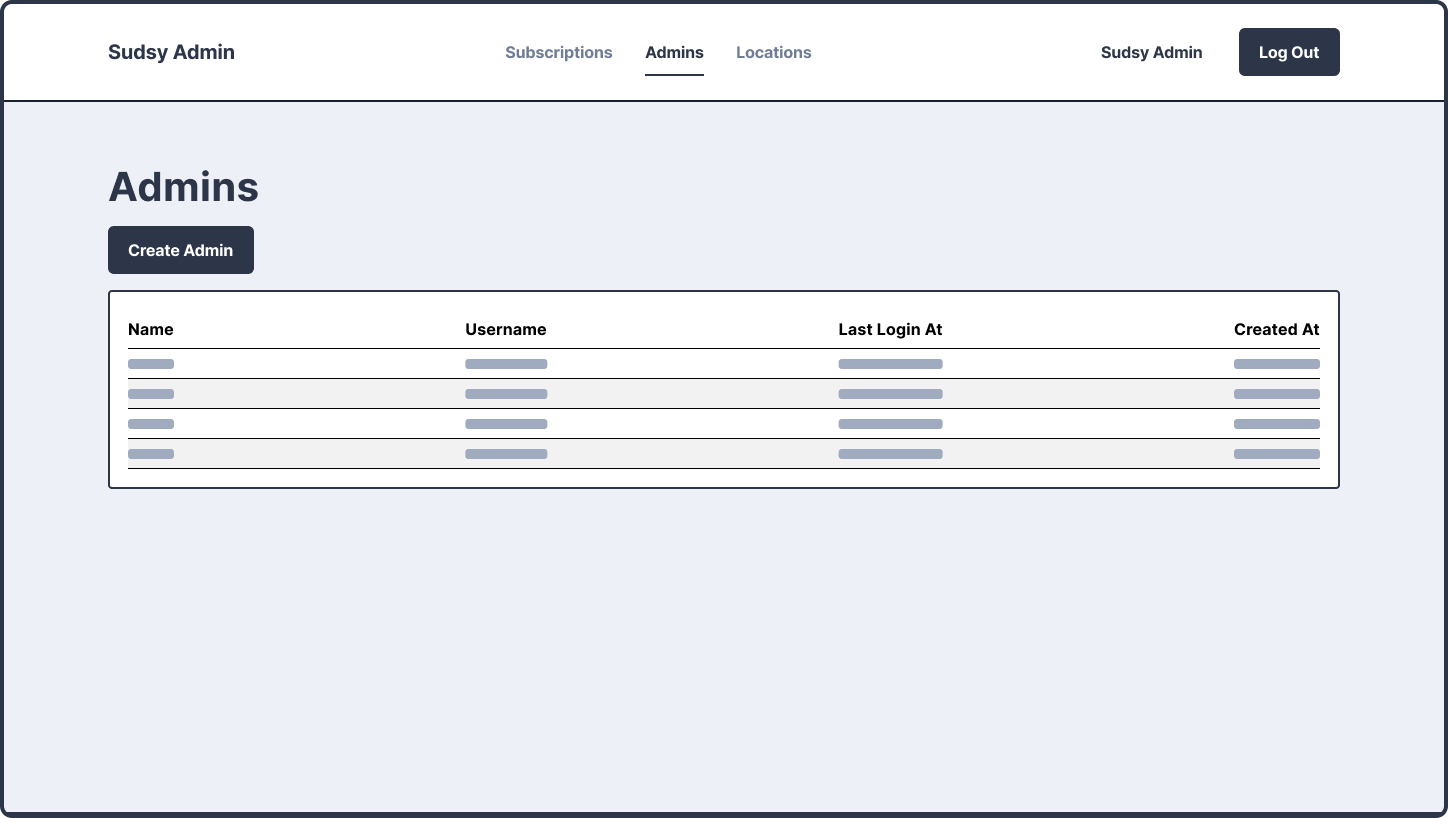 Sudsy Admin
Subscriptions Admins Locations
Sudsy Admin
Log Out
Admins
Create Admin
Name Username Last Login At Created At